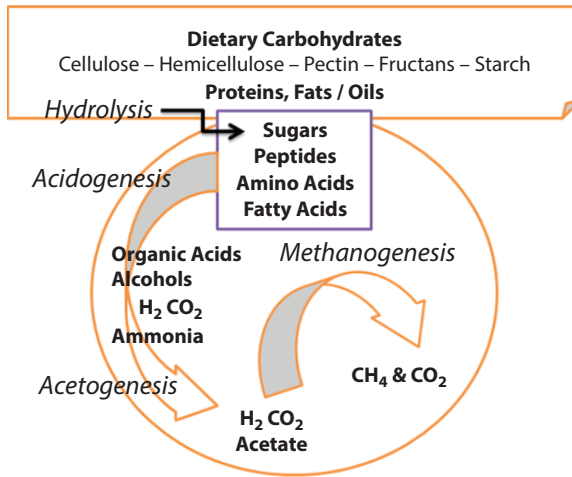 Dietary Carbohydrates
Cellulose – Hemicellulose – Pectin – Fructans – Starch
Proteins, Fats / Oils
Hydrolysis
Sugars
Peptides
Amino Acids
Fatty Acids
Acidogenesis
Organic Acids
Alcohols
H₂ CO₂
Ammonia
Methanogenesis
Acetogenesis
CH₄ & CO₂
H₂ CO₂
Acetate